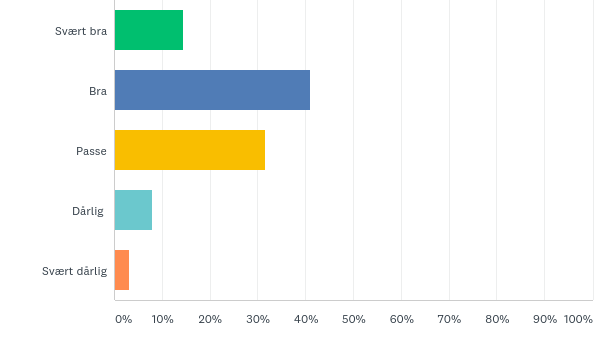 Svært bra
Bra
Passe
Dårlig
Svært dårlig
0% 10% 20% 30% 40% 50% 60% 70% 80% 90% 100%